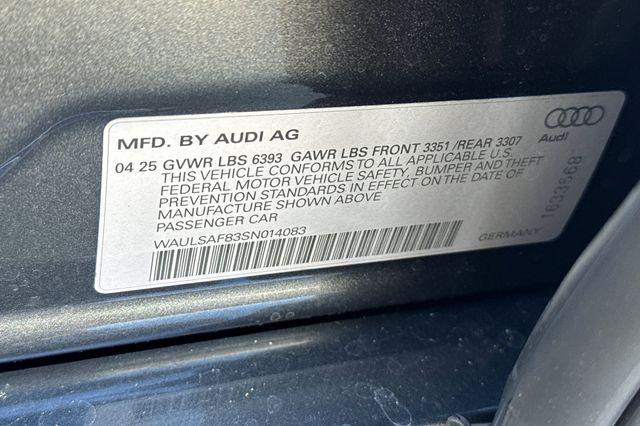 MFD. BY AUDI AG
04 25 GVWR LBS 6393 GAWR LBS FRONT 3351 /REAR 3307
THIS VEHICLE CONFORMS TO ALL APPLICABLE
FEDERAL MOTOR VEHICLE SAFETY, BUMPER AND THEFT
PREVENTION STANDARDS IN EFFECT ON THE DATE OF
MANUFACTURE SHOWN ABOVE
PASSENGER CAR
WAULSAF83SN014083
GERMANY
Audi
1633568